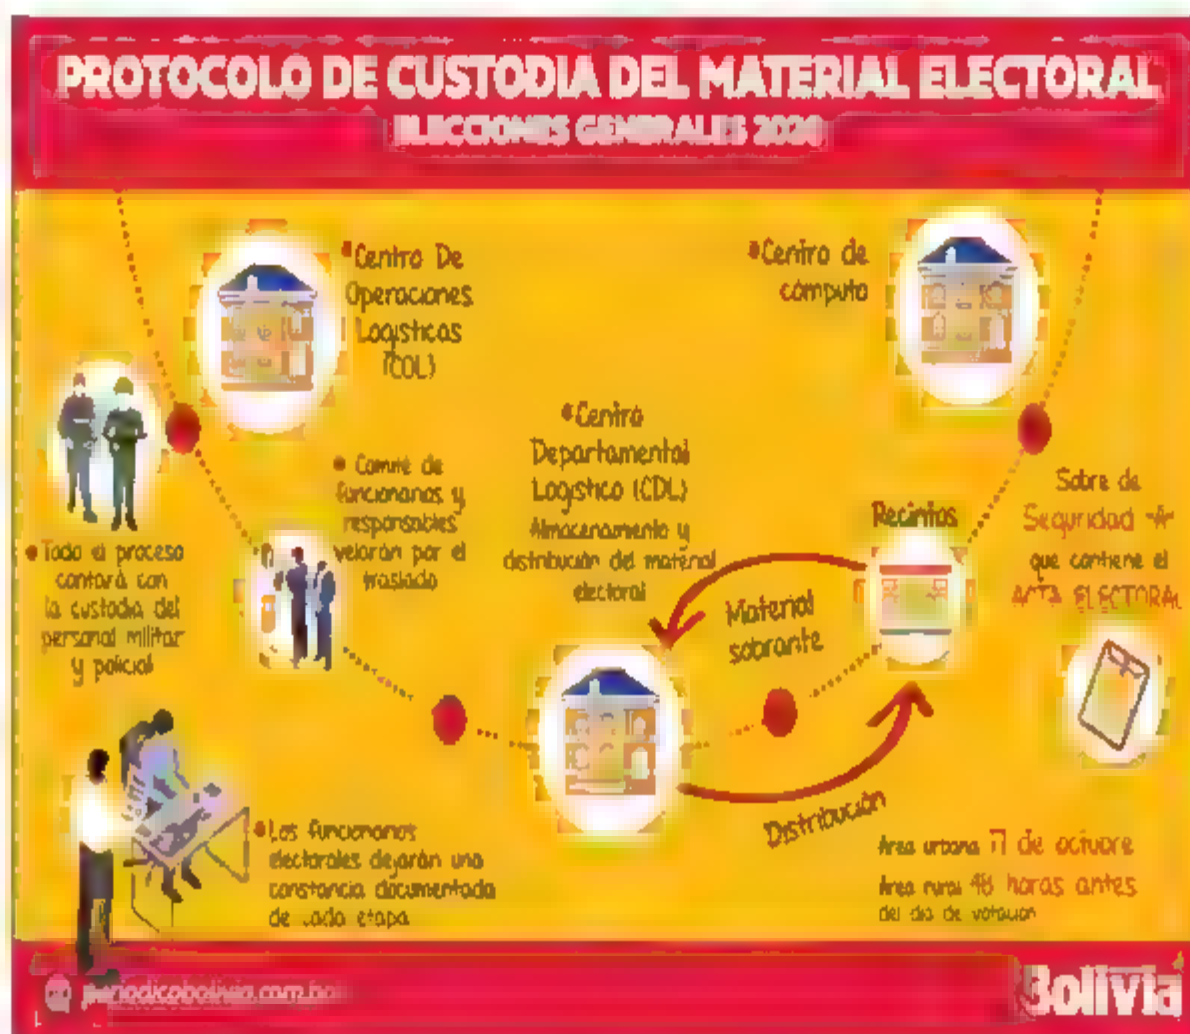 PROTOCOLO DE CUSTODIA DEL MATERIAL ELECTORAL
ELECCIONES GENERALES 2020
•Centro De
Operaciones
Logísticas
(COL)
•Centro de
cómputo
•Centro
Departamental
Logístico (CDL)
Almacenamiento y
distribución del material
electoral
• Comité de
funcionarios y
responsables
velarán por el
traslado
• Todo el proceso
contará con
la custodia del
personal militar
y policial
Recintos
Sobre de
Seguridad
que contiene el
ACTA ELECTORAL
Material
sobrante
Distribución
•Los funcionarios
electorales dejarán una
constancia documentada
de cada etapa
Área urbana 17 de octubre
Área rural 48 horas antes
del día de votación
periodicobolivia.com.bo
Bolivia